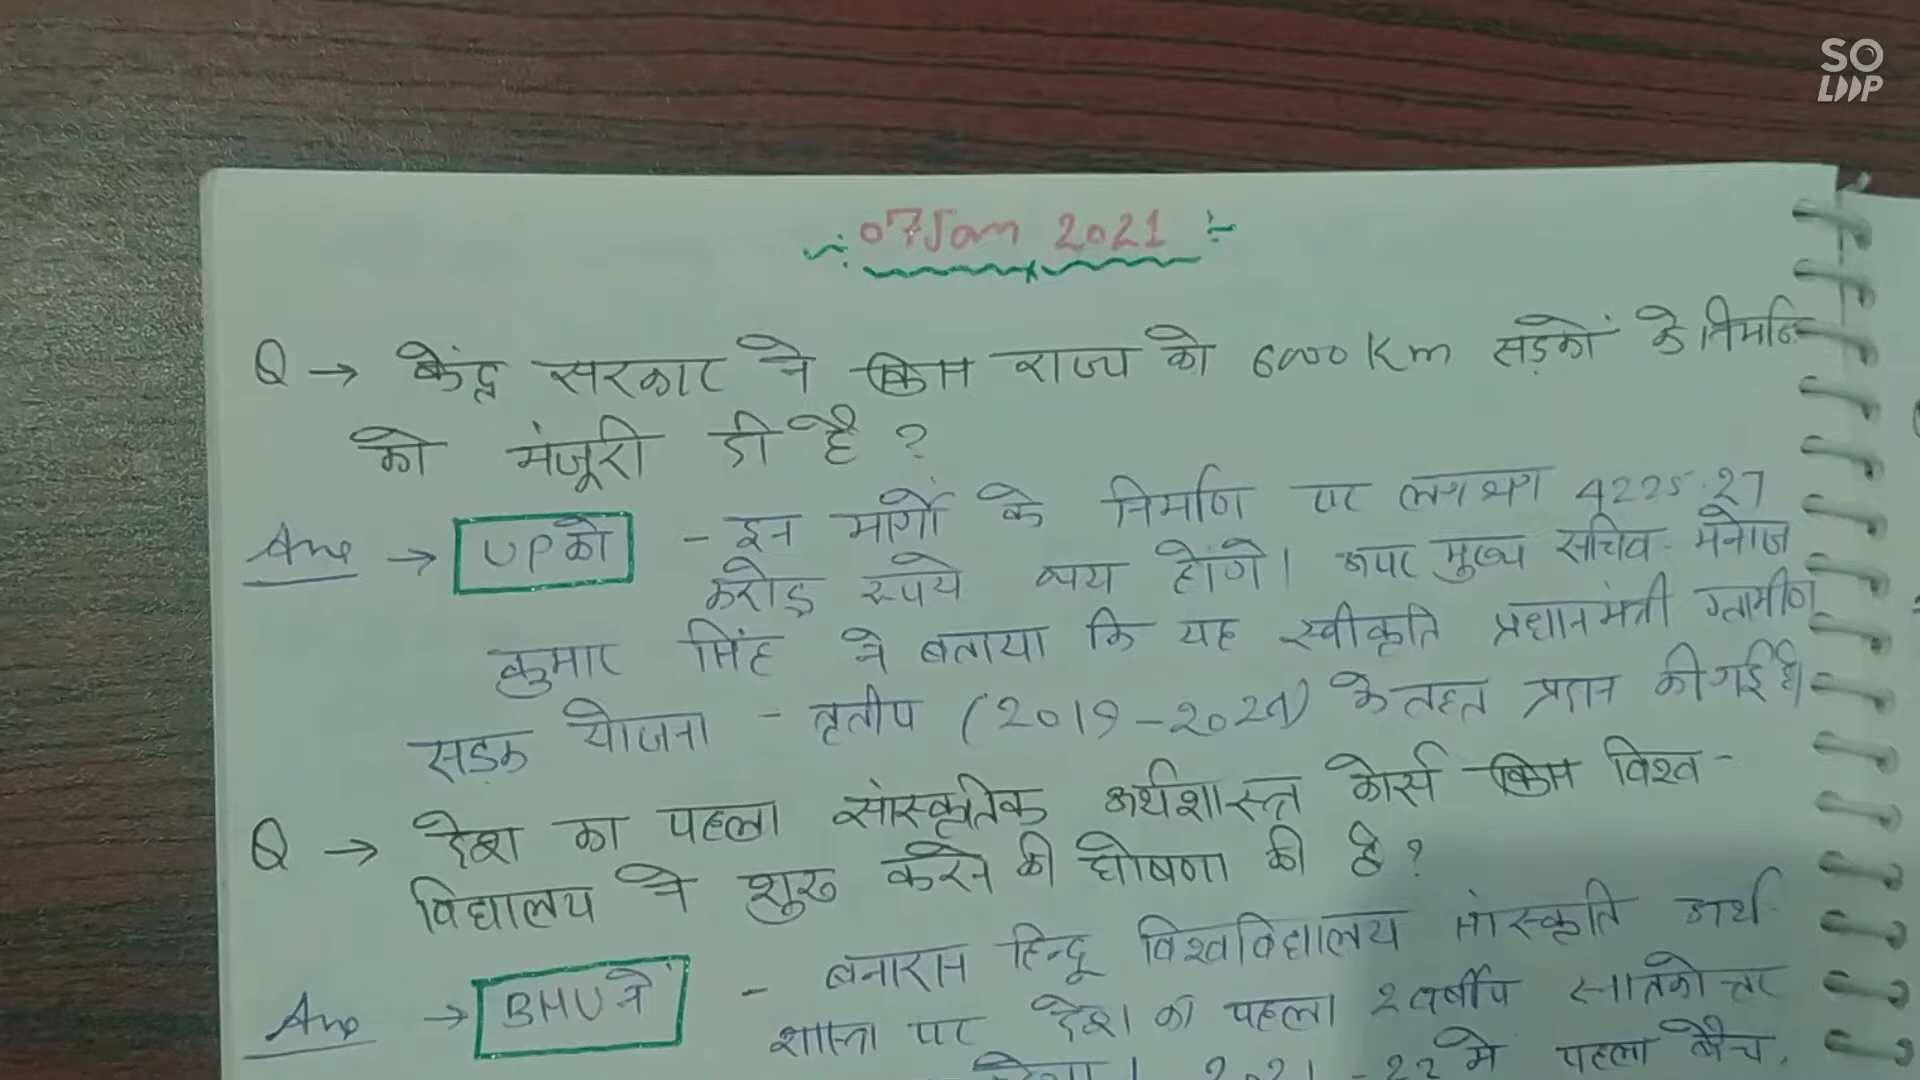 SO
LOOP
07 Jan 2021
Q → केंद्र सरकार ने किस राज्य को 6000 Km सड़कों के निर्माण
को मंजूरी दी है ?
Ans → UP को - इन मार्गों के निर्माण पर लगभग 4225.27
करोड़ रूपये व्यय होंगे। अपर मुख्य सचिव मनोज
कुमार सिंह ने बताया कि यह स्वीकृति प्रधानमंत्री ग्रामीण
सड़क योजना - तृतीय (2019-2021) के तहत प्रदान की गई है।
Q → देश का पहला सांस्कृतिक अर्थशास्त्र कोर्स किस विश्व-
विद्यालय ने शुरु करने की घोषणा की है ?
Ans → BHU ने - बनारस हिन्दू विश्वविद्यालय सांस्कृति अर्थ
शास्त्र पर देश का पहला 2 वर्षीय स्नातकोत्तर
2021-22 में पहला बैच,